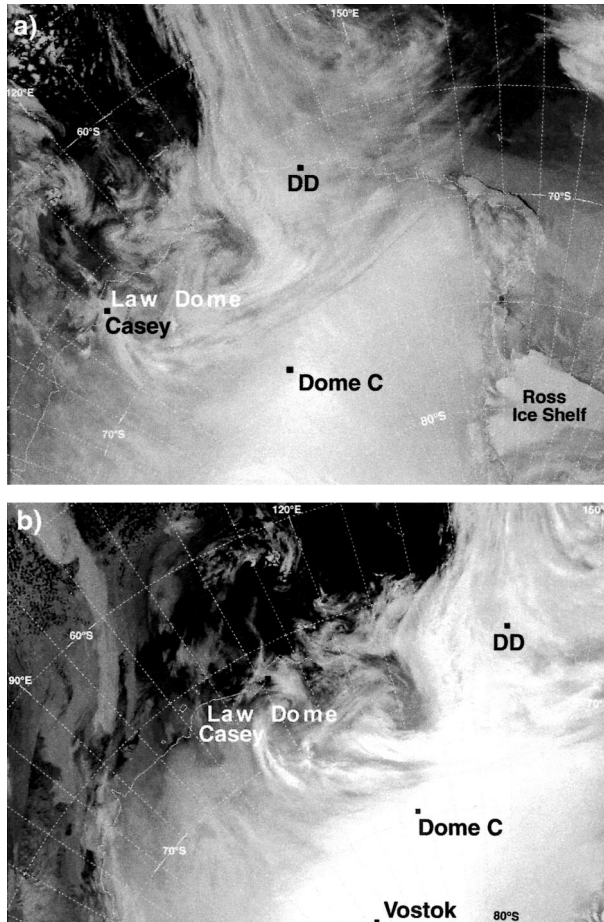 a)
150°E
120°E
60°S
DD
70°S
Law Dome
Casey
Dome C
Ross
Ice Shelf
70°S
80°S
b)
120°E
150°
60°S
DD
90°E
70°
Law Dome
Casey
Dome C
70°S
Vostok
80°S